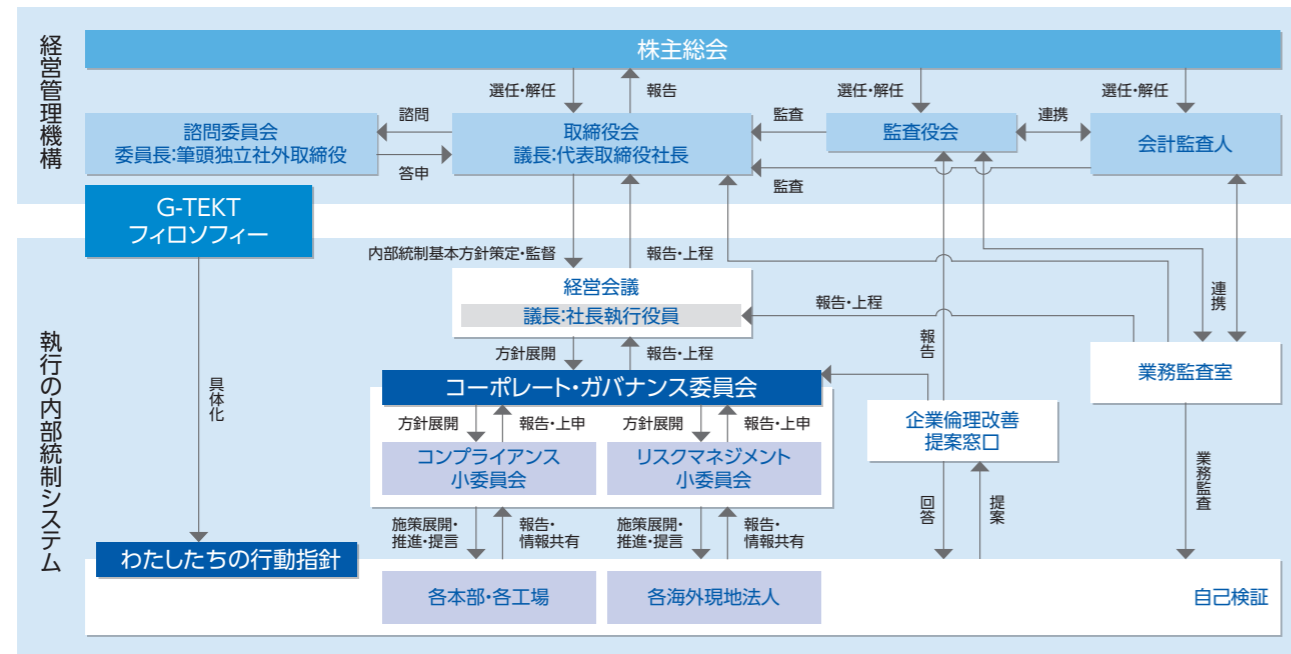 経営管理機構
株主総会
選任・解任
報告
選任・解任
選任・解任
諮問委員会
委員長:筆頭独立社外取締役
諮問
答申
取締役会
議長:代表取締役社長
監査
監査役会
連携
会計監査人
監査
G-TEKT
フィロソフィー
執行の内部統制システム
内部統制基本方針策定・監督
報告・上程
経営会議
議長:社長執行役員
報告・上程
報告
連携
業務監査室
方針展開
報告・上程
具体化
コーポレート・ガバナンス委員会
方針展開
報告・上申
方針展開
報告・上申
コンプライアンス
小委員会
リスクマネジメント
小委員会
企業倫理改善
提案窓口
業務監査
施策展開・
推進・提言
報告・
情報共有
施策展開・
推進・提言
報告・
情報共有
回答
提案
わたしたちの行動指針
各本部・各工場
各海外現地法人
自己検証